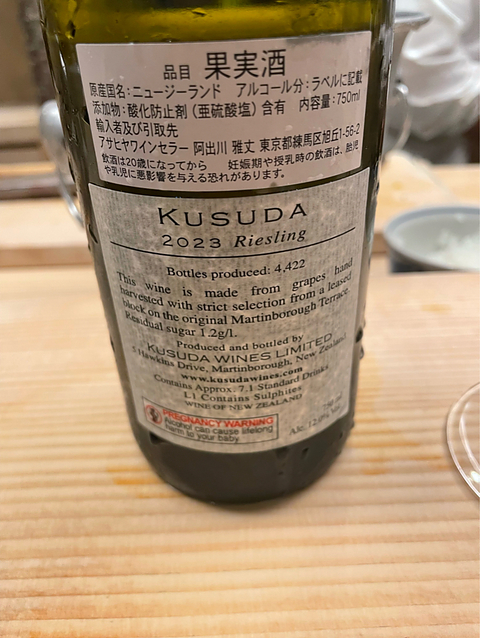 品目 果実酒
原産国名：ニュージーランド アルコール分：ラベルに記載
添加物：酸化防止剤（亜硫酸塩）含有 内容量：750ml
輸入者及び引取先
アサヒヤワインセラー 阿出川 雅丈 東京都練馬区旭丘1-56-2
飲酒は20歳になってから 妊娠期や授乳時の飲酒は、胎児
や乳児に悪影響を与える恐れがあります。
KUSUDA
2023 Riesling
Bottles produced: 4,422
This wine is made from grapes hand
harvested with strict selection from a leased
block on the original Martinborough Terrace.
Residual sugar 1.2g/l.
Produced and bottled by
KUSUDA WINES LIMITED
5 Hawkins Drive, Martinborough, New Zealand
www.kusudawines.com
Contains Approx. 7.1 Standard Drinks
L1 Contains Sulphites
WINE OF NEW ZEALAND 750 ml
PREGNANCY WARNING
Alcohol can cause lifelong
harm to your baby
Alc. 12.0% Vol.